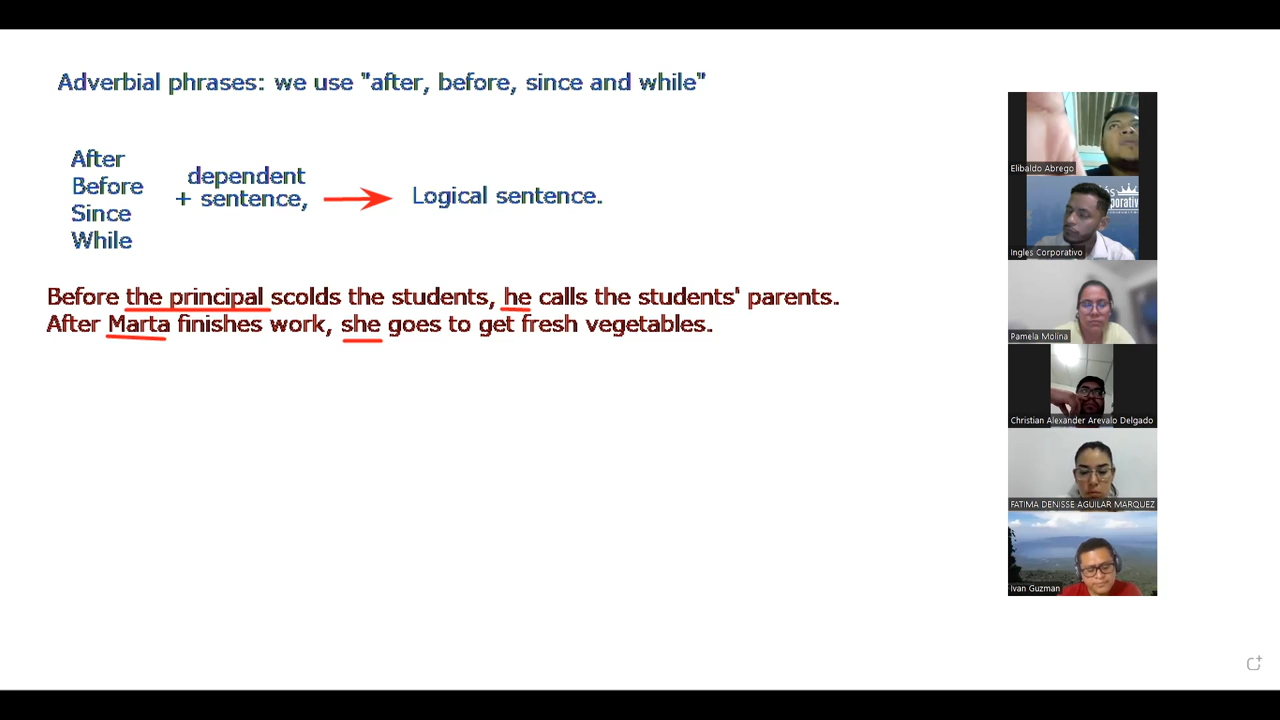 Adverbial phrases: we use "after, before, since and while"
After
Before
Since
While
dependent
+ sentence,
Logical sentence.
Before the principal scolds the students, he calls the students' parents.
After Marta finishes work, she goes to get fresh vegetables.
Elibaldo Abrego
Ingles Corporativo
Pamela Molina
Christian Alexander Arevalo Delgado
FATIMA DENISSE AGUILAR MARQUEZ
Ivan Guzman